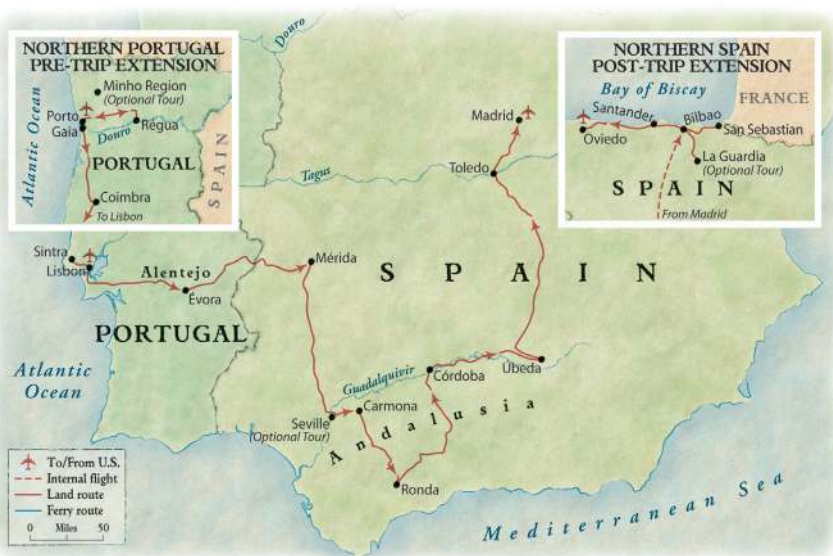 NORTHERN PORTUGAL
PRE-TRIP EXTENSION
Atlantic Ocean
Minho Region
(Optional Tour)
Porto
Gaia
Douro
Régua
PORTUGAL
SPAIN
Coimbra
To Lisbon
Douro
NORTHERN SPAIN
POST-TRIP EXTENSION
Bay of Biscay
FRANCE
Santander
Bilbao
San Sebastian
Oviedo
La Guardia
(Optional Tour)
SPAIN
From Madrid
Madrid
Toledo
Tagus
Sintra
Lisbon
Alentejo
Évora
Mérida
SPAIN
PORTUGAL
Atlantic
Ocean
Guadalquivir
Córdoba
Úbeda
Seville
(Optional Tour)
Carmona
Andalusia
Ronda
Mediterranean Sea
To/From U.S.
Internal flight
Land route
Ferry route
0 Miles 50